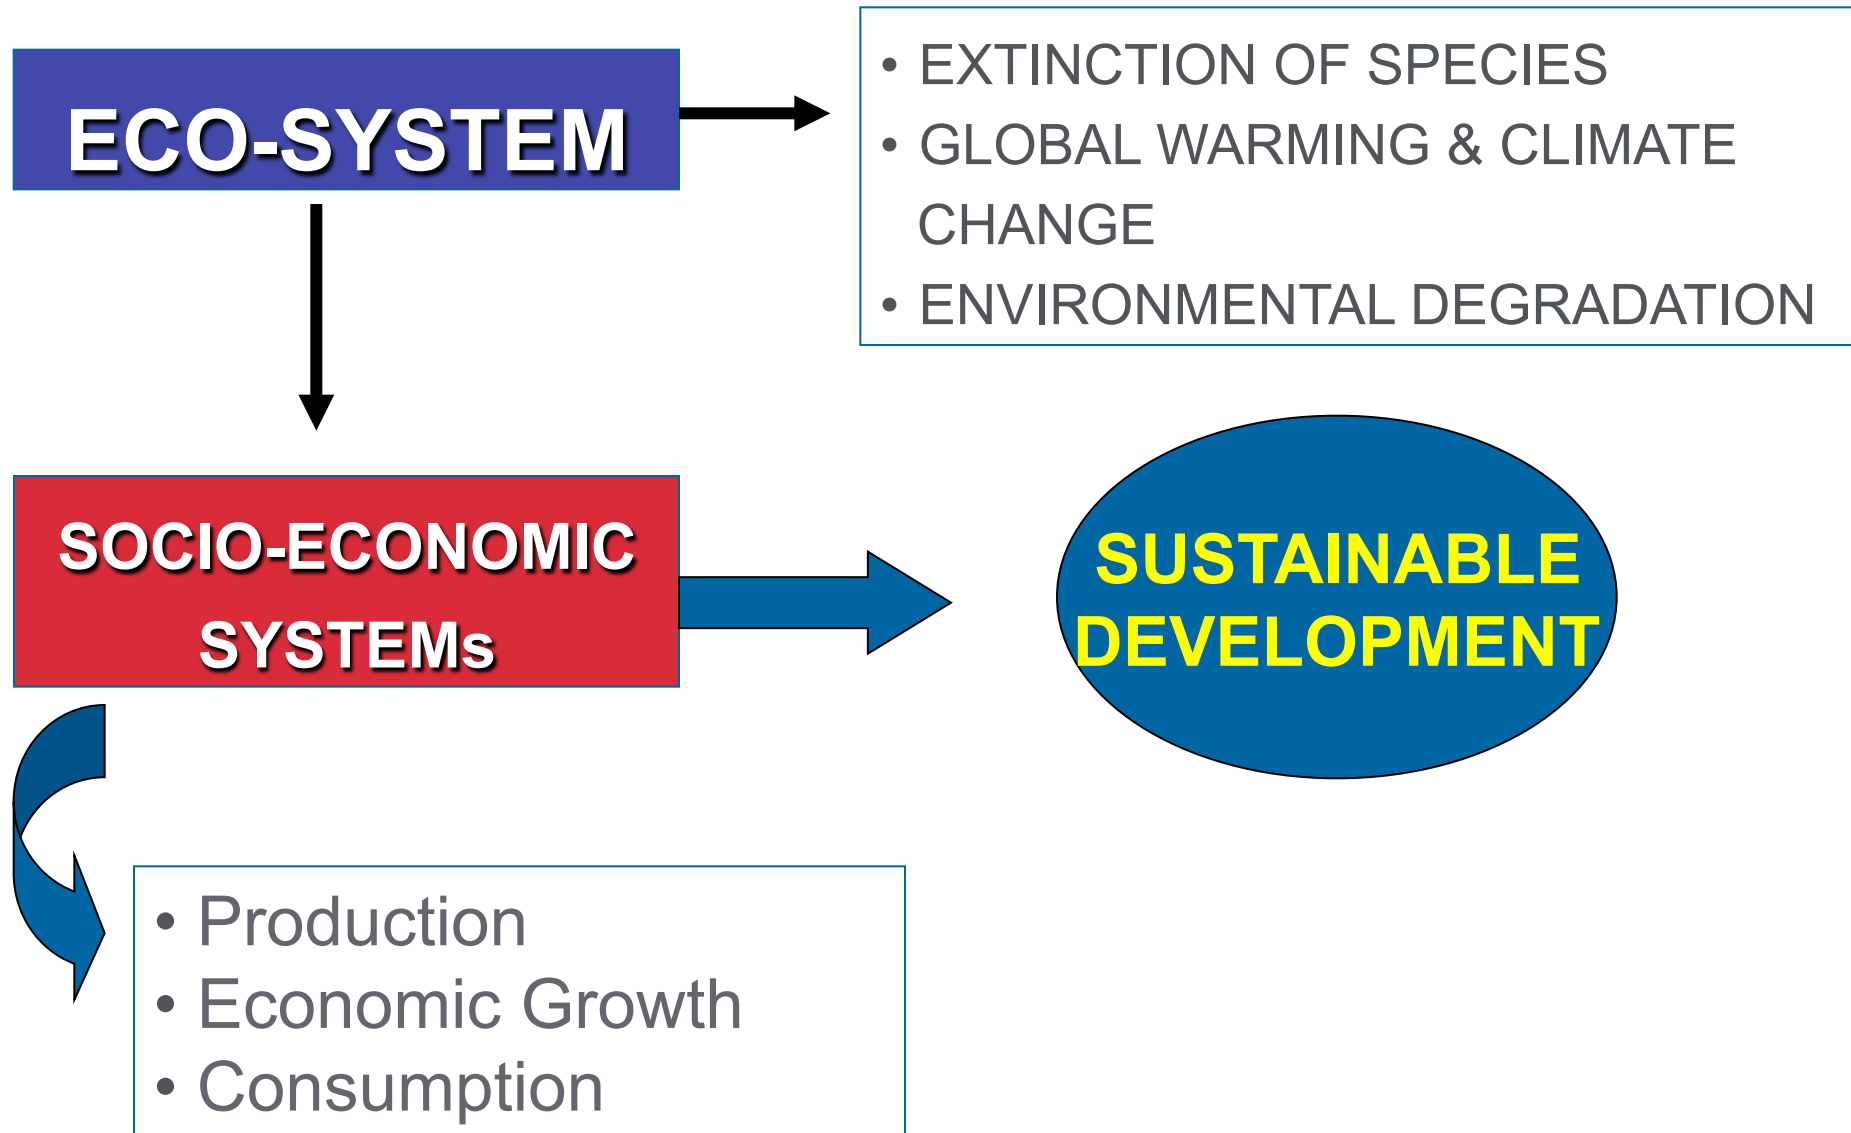 ECO-SYSTEM
• EXTINCTION OF SPECIES
• GLOBAL WARMING & CLIMATE
CHANGE
• ENVIRONMENTAL DEGRADATION
SOCIO-ECONOMIC
SYSTEMs
SUSTAINABLE
DEVELOPMENT
• Production
• Economic Growth
• Consumption